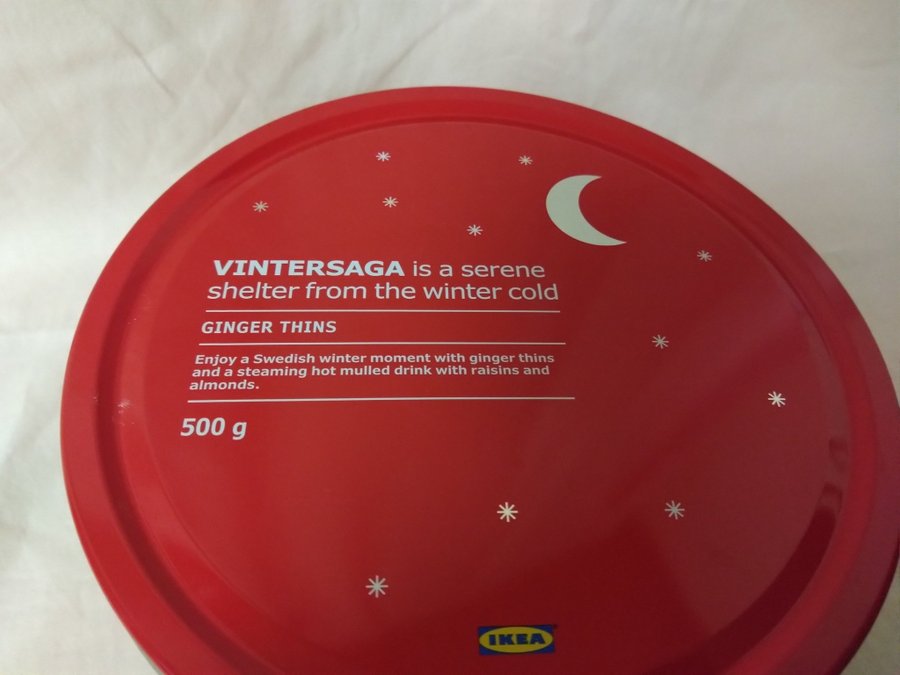 VINTERSAGA is a serene
shelter from the winter cold
GINGER THINS
Enjoy a Swedish winter moment with ginger thins
and a steaming hot mulled drink with raisins and
almonds.
500 g
IKEA